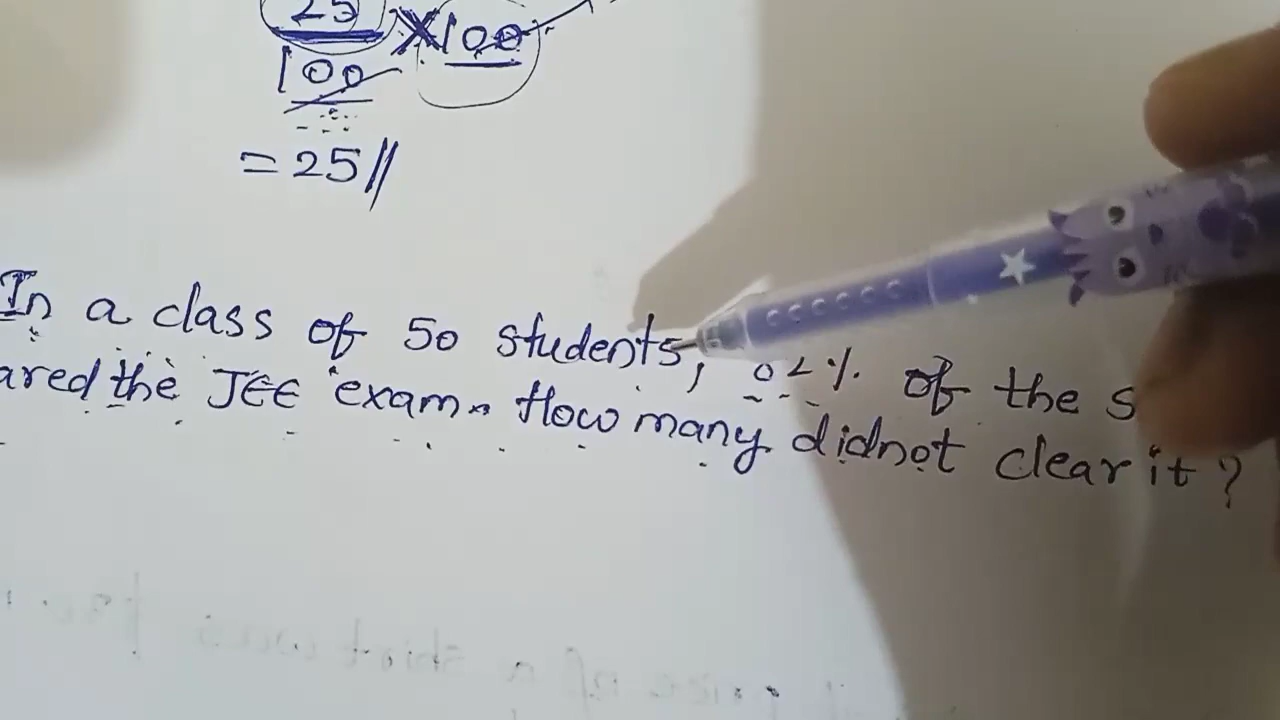 25 × 100
100
= 25//
In a class of 50 students, % of the s
ared the JEE exam. How many didnot clear it?